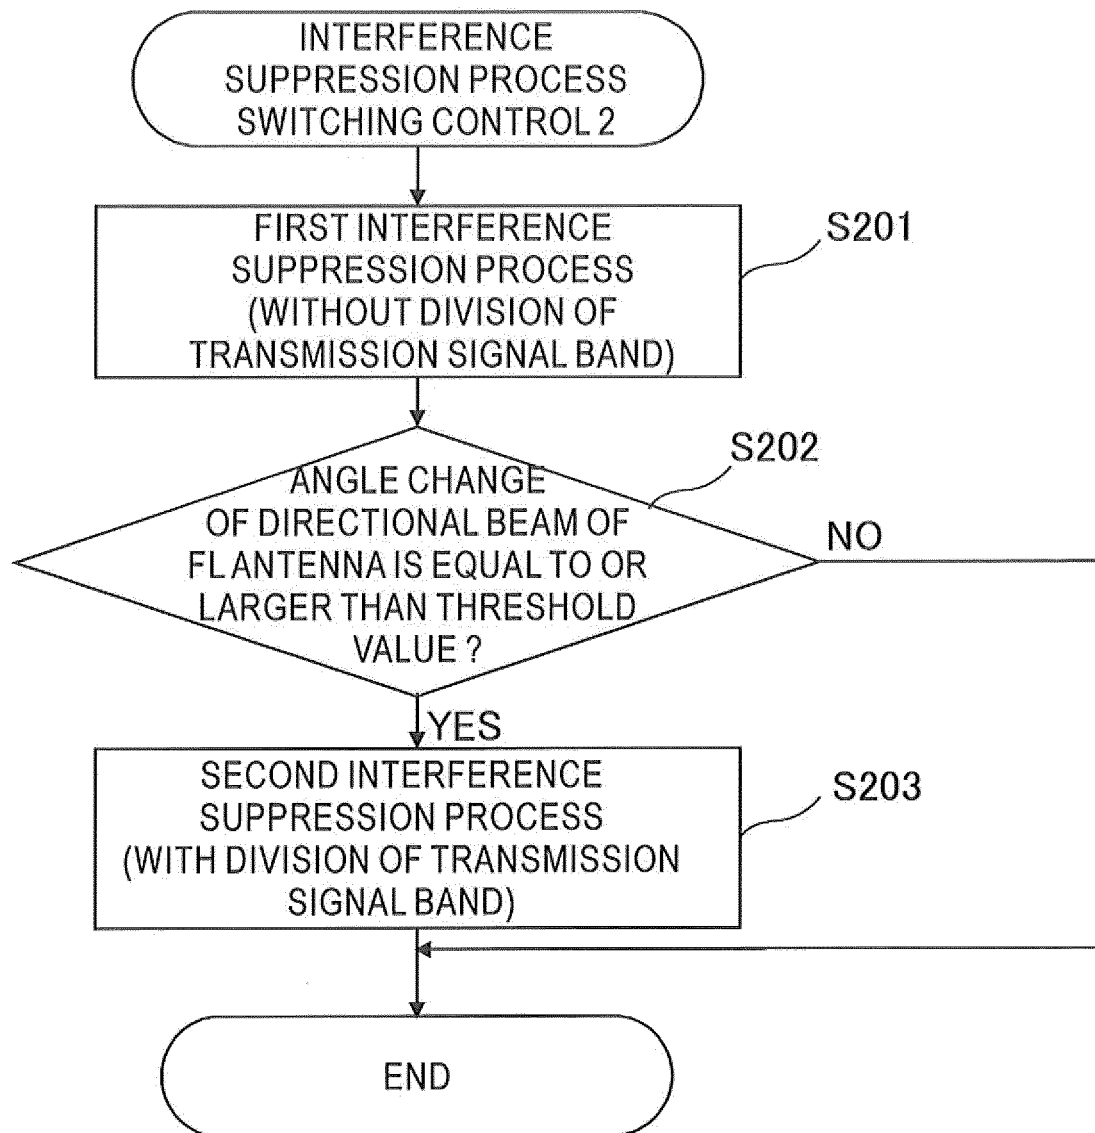 INTERFERENCE
SUPPRESSION PROCESS
SWITCHING CONTROL 2
FIRST INTERFERENCE
SUPPRESSION PROCESS
(WITHOUT DIVISION OF
TRANSMISSION SIGNAL BAND)
S201
ANGLE CHANGE
OF DIRECTIONAL BEAM OF
FL ANTENNA IS EQUAL TO OR
LARGER THAN THRESHOLD
VALUE ?
S202
NO
YES
SECOND INTERFERENCE
SUPPRESSION PROCESS
(WITH DIVISION OF TRANSMISSION
SIGNAL BAND)
S203
END